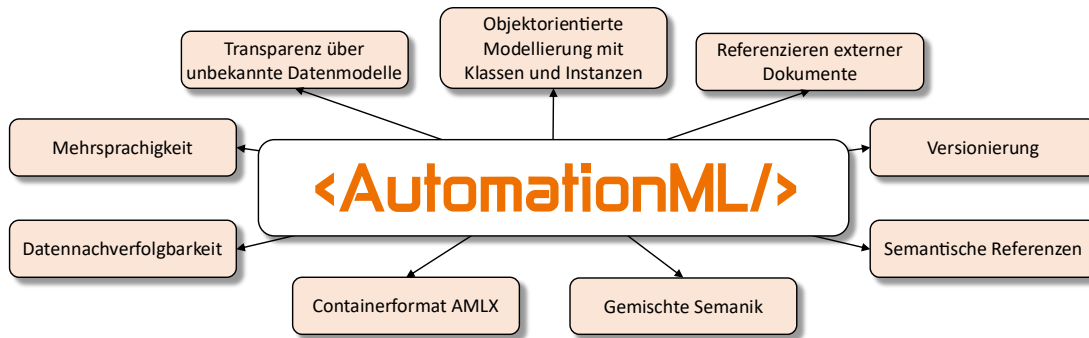 Transparenz über
unbekannte Datenmodelle
Objektorientierte
Modellierung mit
Klassen und Instanzen
Referenzieren externer
Dokumente
Mehrsprachigkeit
<AutomationML/>
Versionierung
Datennachverfolgbarkeit
Semantische Referenzen
Containerformat AMLX
Gemischte Semanik